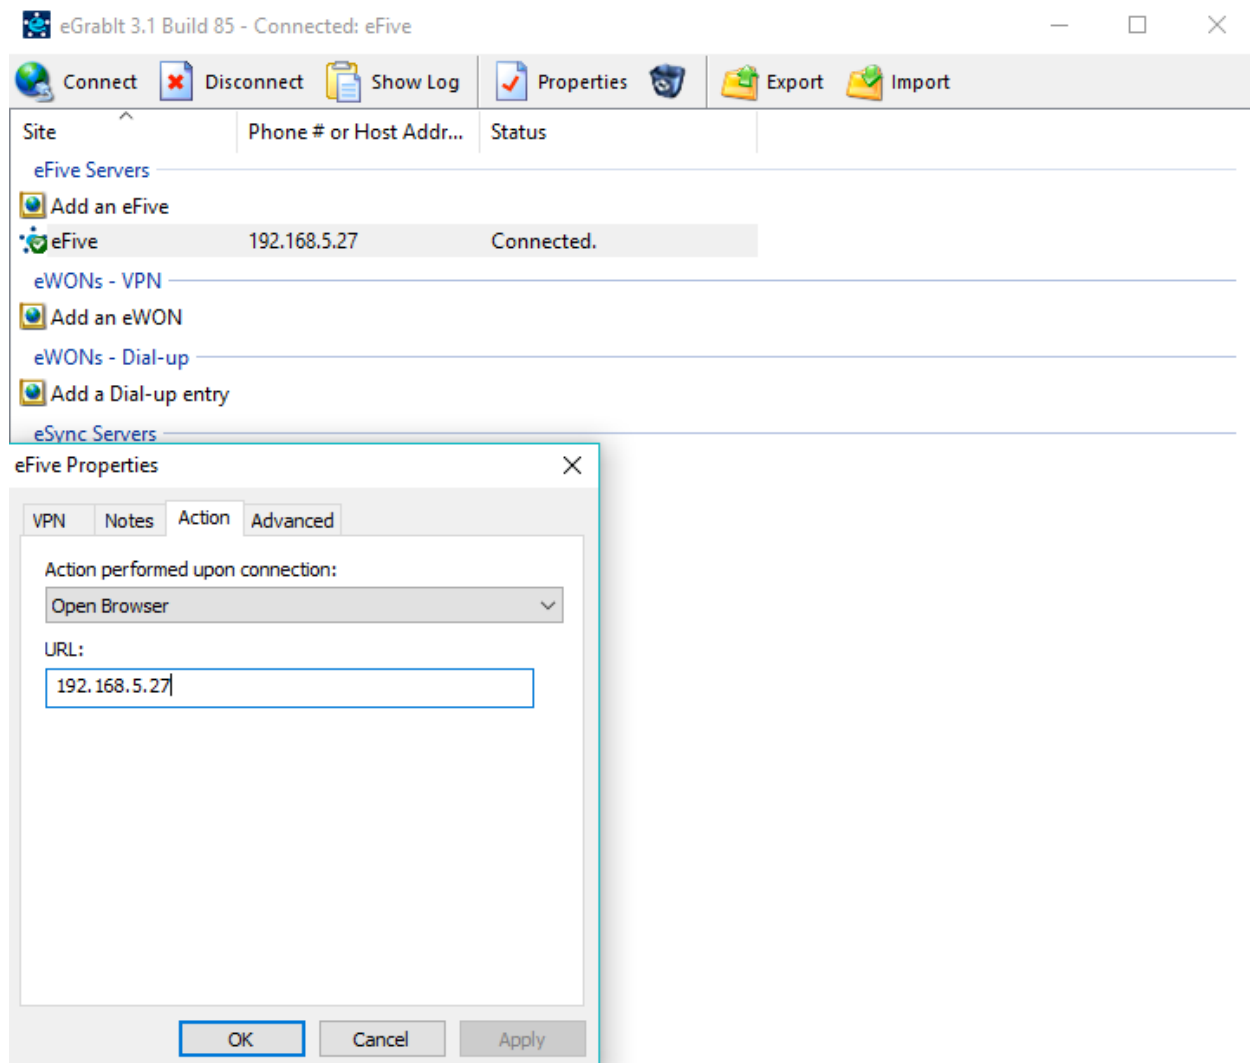 eGrabIt 3.1 Build 85 - Connected: eFive
Connect Disconnect Show Log Properties Export Import
Site Phone # or Host Addr... Status
eFive Servers
Add an eFive
eFive 192.168.5.27 Connected.
eWONs - VPN
Add an eWON
eWONs - Dial-up
Add a Dial-up entry
eSync Servers
eFive Properties
VPN Notes Action Advanced
Action performed upon connection:
Open Browser
URL:
192.168.5.27
OK Cancel Apply